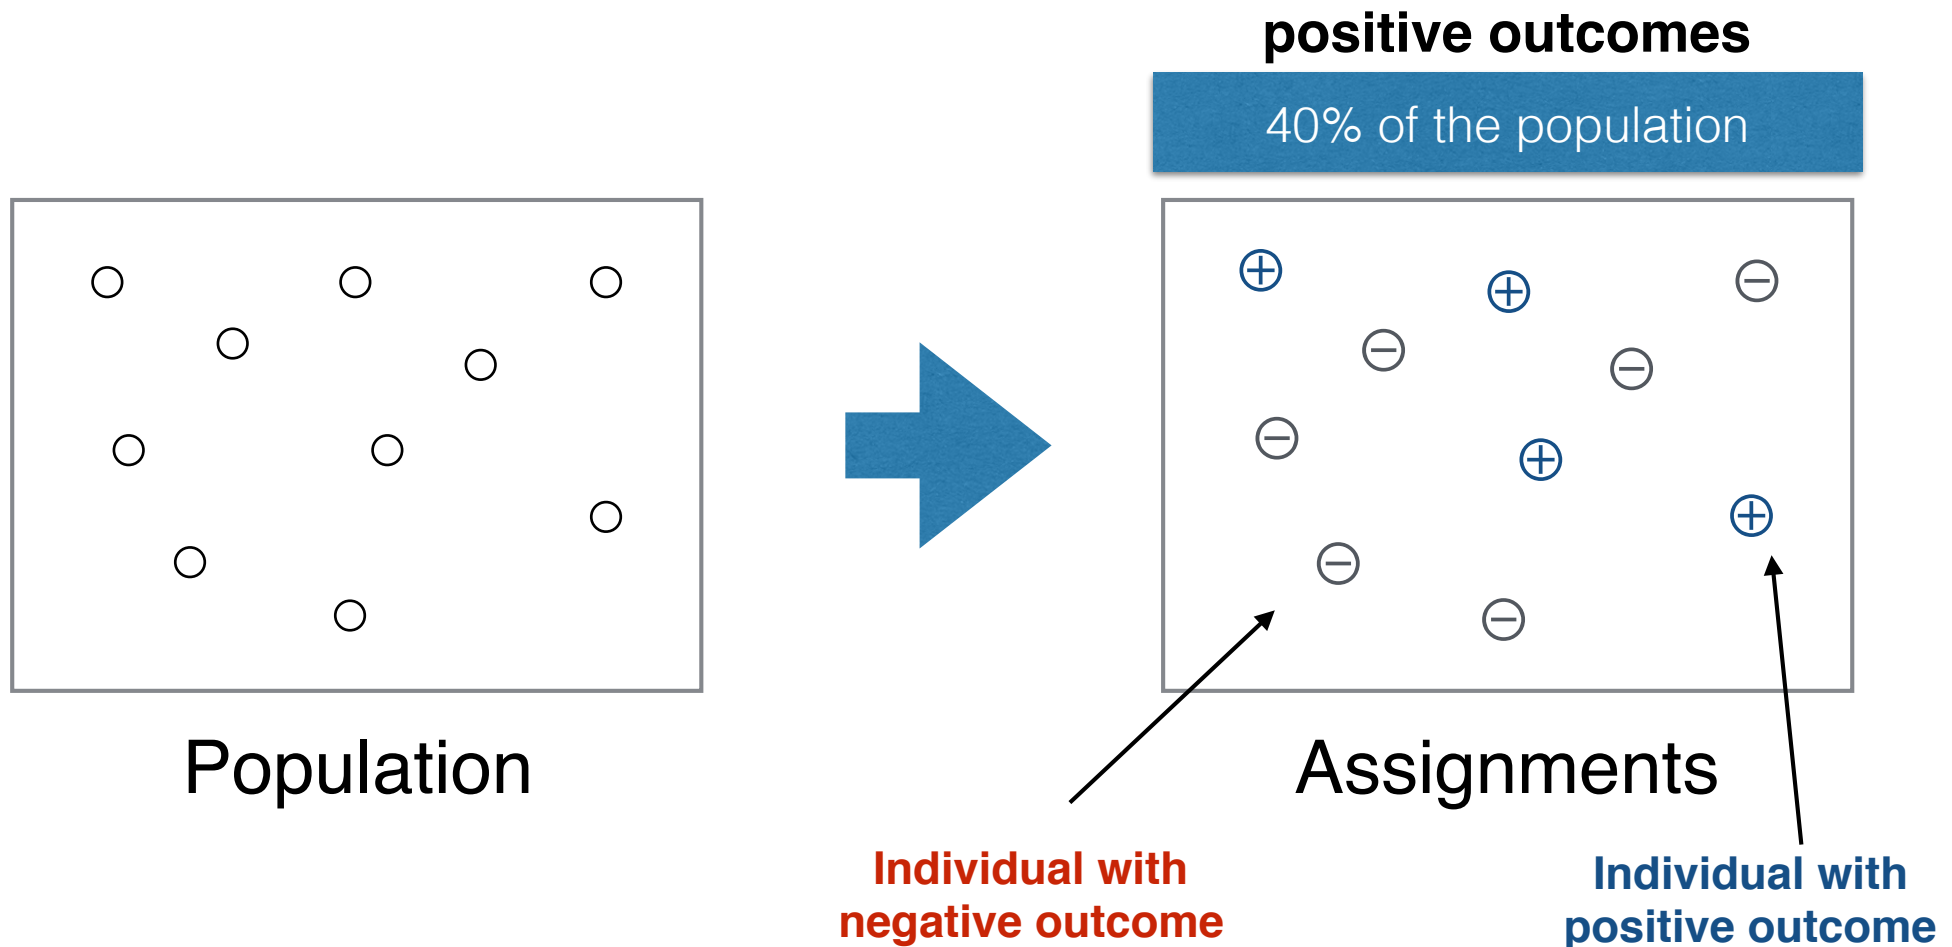 positive outcomes
40% of the population
Population
Assignments
Individual with
negative outcome
Individual with
positive outcome